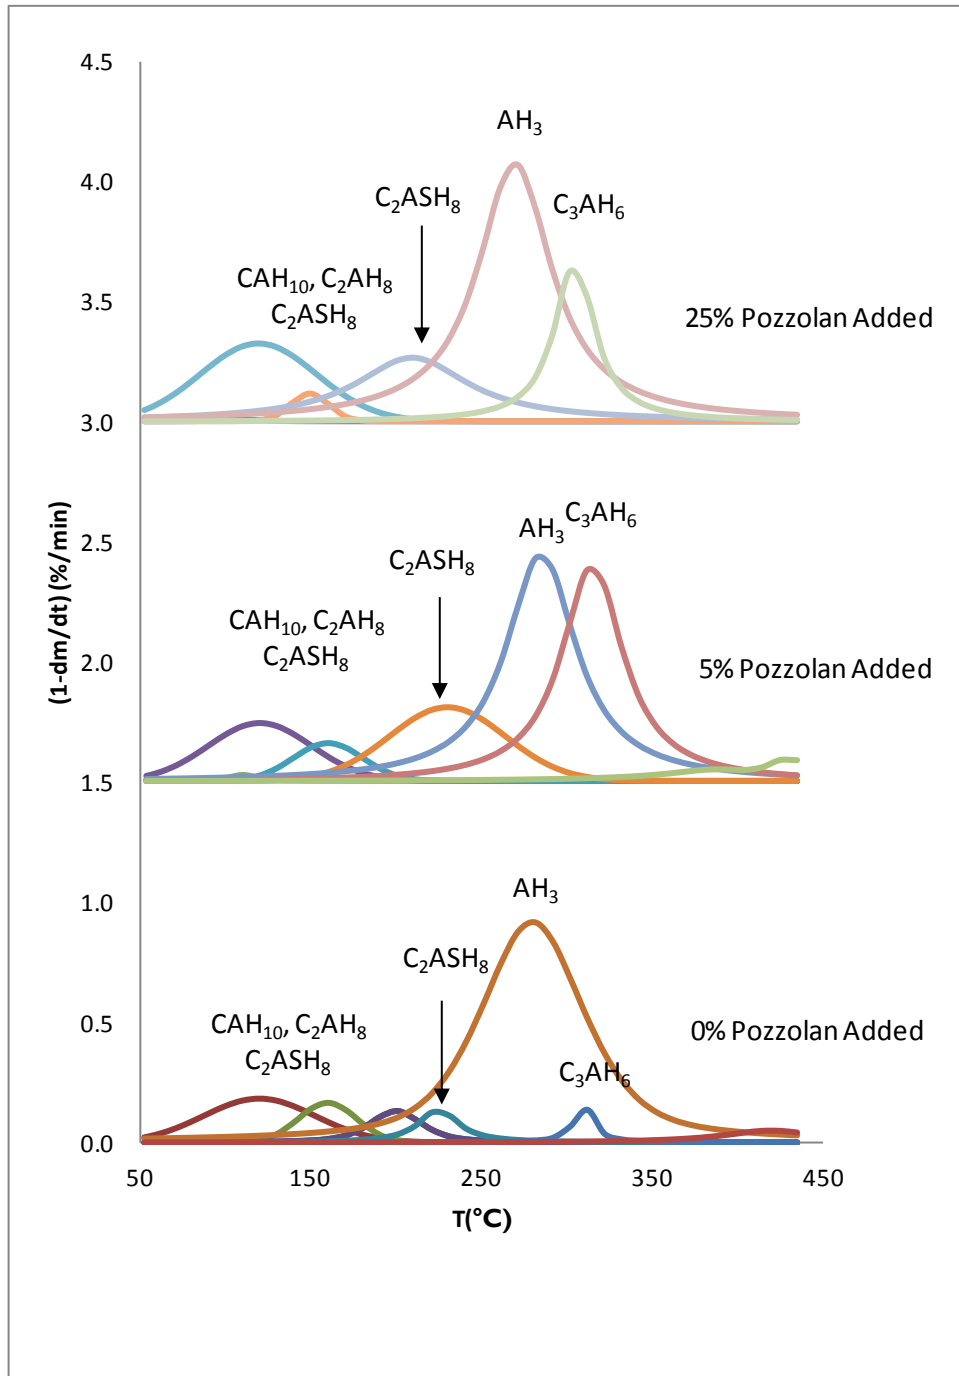 4.5
AH₃
4.0
C₂ASH₈
C₃AH₆
CAH₁₀, C₂AH₈
C₂ASH₈
3.5
25% Pozzolan Added
3.0
2.5
AH₃
C₃AH₆
C₂ASH₈
CAH₁₀, C₂AH₈
C₂ASH₈
2.0
5% Pozzolan Added
1.5
(1-dm/dt) (%/min)
1.0
AH₃
C₂ASH₈
CAH₁₀, C₂AH₈
C₂ASH₈
0.5
0% Pozzolan Added
C₃AH₆
0.0
50 150 250 350 450
T(°C)